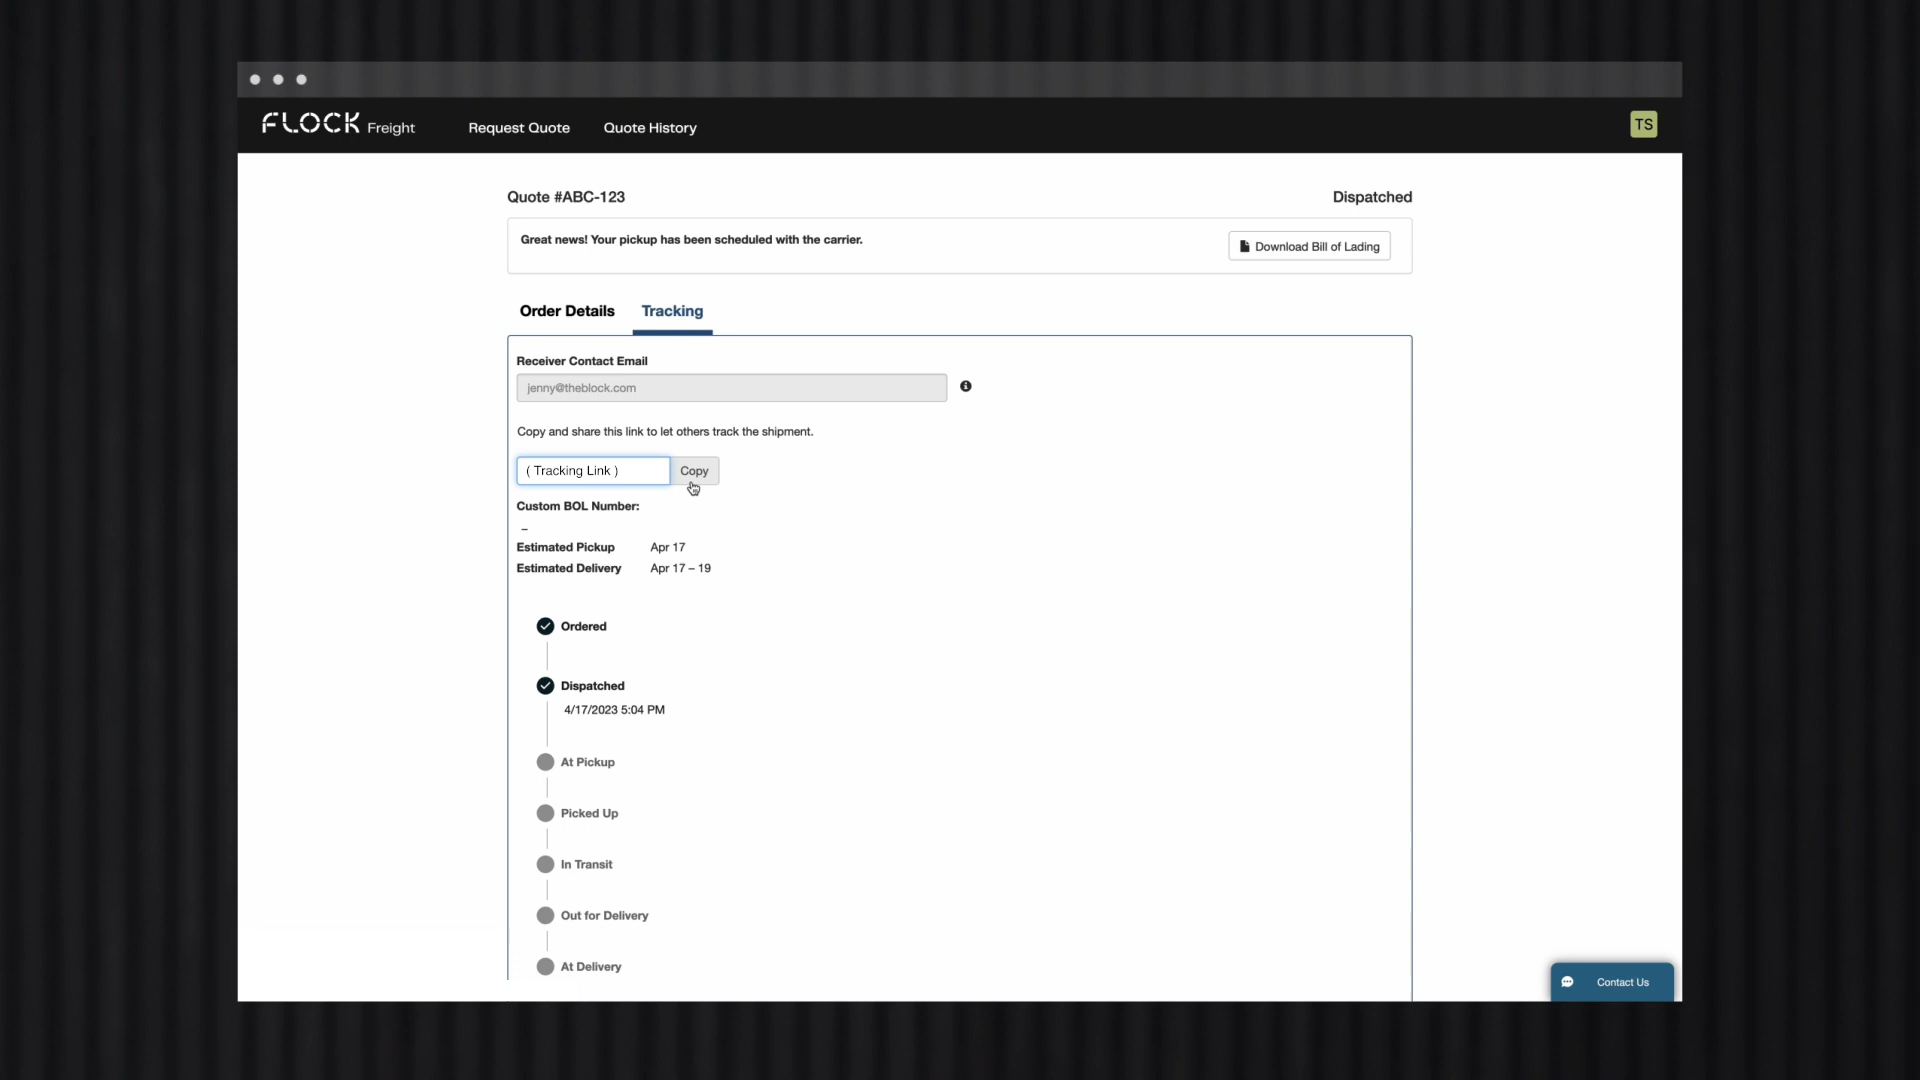 FLOCK Freight
Request Quote
Quote History
TS
Quote #ABC-123
Dispatched
Great news! Your pickup has been scheduled with the carrier.
Download Bill of Lading
Order Details
Tracking
Receiver Contact Email
jenny@theblock.com
Copy and share this link to let others track the shipment.
( Tracking Link )
Copy
Custom BOL Number:
–
Estimated Pickup Apr 17
Estimated Delivery Apr 17 – 19
Ordered
Dispatched
4/17/2023 5:04 PM
At Pickup
Picked Up
In Transit
Out for Delivery
At Delivery
Contact Us